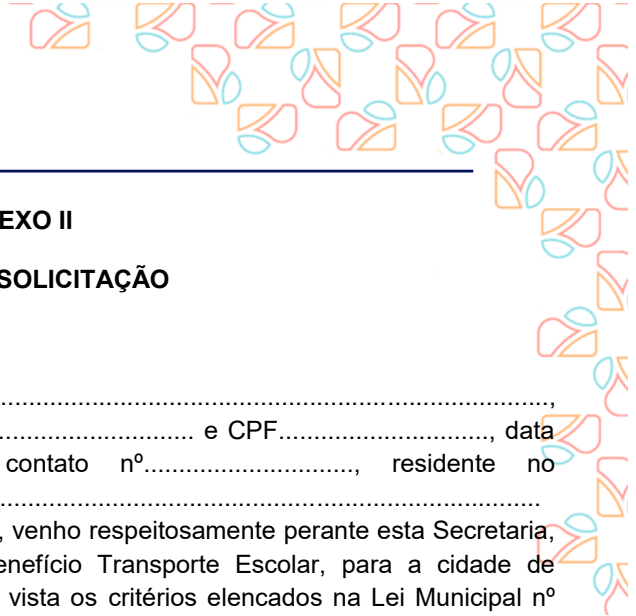 EXO II
SOLICITAÇÃO
...........................................................................................,
............................. e CPF.............................., data
contato nº.............................., residente no
..........................................................................................
, venho respeitosamente perante esta Secretaria,
enefício Transporte Escolar, para a cidade de
vista os critérios elencados na Lei Municipal nº